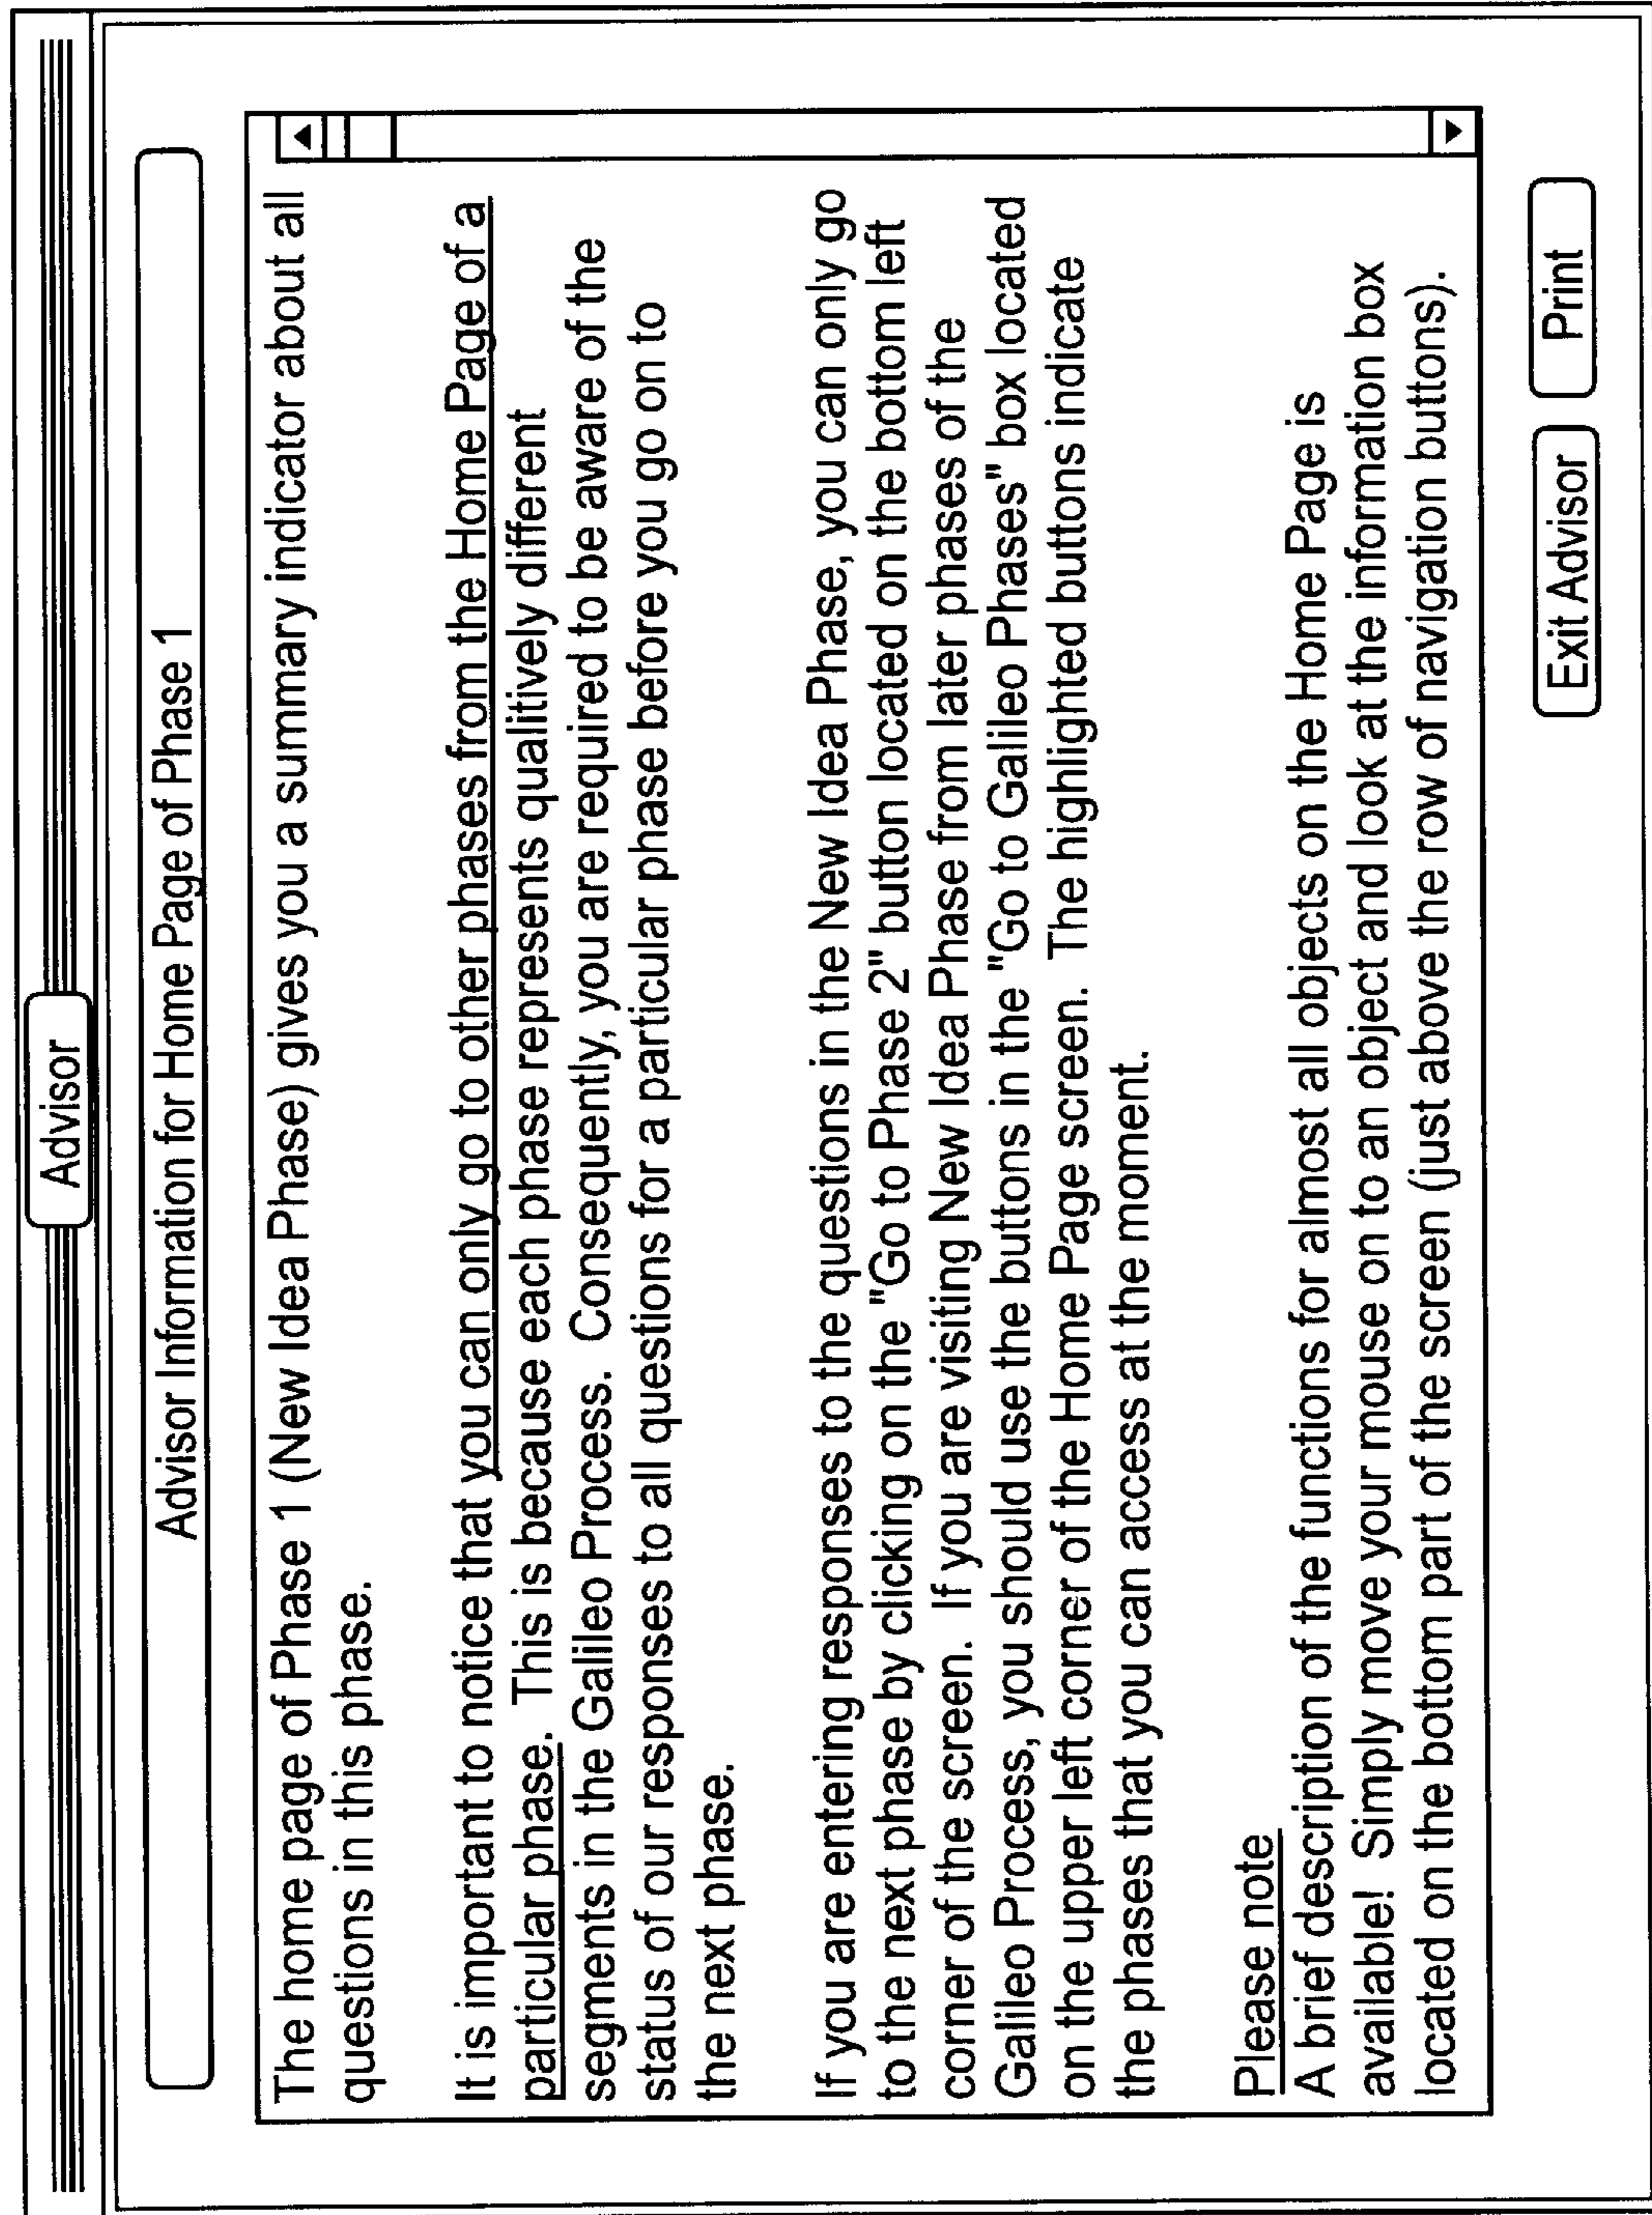 Advisor
Advisor Information for Home Page of Phase 1
The home page of Phase 1 (New Idea Phase) gives you a summary indicator about all
questions in this phase.
It is important to notice that you can only go to other phases from the Home Page of a
particular phase. This is because each phase represents qualitively different
segments in the Galileo Process. Consequently, you are required to be aware of the
status of our responses to all questions for a particular phase before you go on to
the next phase.
If you are entering responses to the questions in the New Idea Phase, you can only go
to the next phase by clicking on the "Go to Phase 2" button located on the bottom left
corner of the screen. If you are visiting New Idea Phase from later phases of the
Galileo Process, you should use the buttons in the "Go to Galileo Phases" box located
on the upper left corner of the Home Page screen. The highlighted buttons indicate
the phases that you can access at the moment.
Please note
A brief description of the functions for almost all objects on the Home Page is
available! Simply move your mouse on to an object and look at the information box
located on the bottom part of the screen (just above the row of navigation buttons).
Exit Advisor
Print